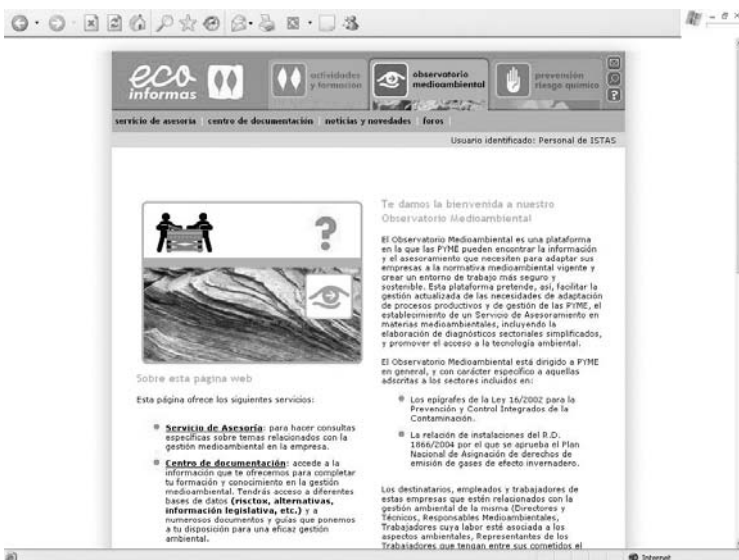 eco
informas
actividades
y formación
observatorio
medioambiental
prevención
riesgo químico
?
servicio de asesoría | centro de documentación | noticias y novedades | foros |
Usuario identificado: Personal de ISTAS
?
Sobre esta página web
Esta página ofrece los siguientes servicios:
Servicio de Asesoría: para hacer consultas
específicas sobre temas relacionados con la
gestión medioambiental en la empresa.
Centro de documentación: accede a la
información que te ofrecemos para completar
tu formación y conocimiento en la gestión
medioambiental. Tendrás acceso a diferentes
bases de datos (risctox, alternativas,
información legislativa, etc.) y a
numerosos documentos y guías que ponemos
a tu disposición para una eficaz gestión
ambiental.
Te damos la bienvenida a nuestro
Observatorio Medioambiental
El Observatorio Medioambiental es una plataforma
en la que las PYME pueden encontrar la información
y el asesoramiento que necesiten para adaptar sus
empresas a la normativa medioambiental vigente y
crear un entorno de trabajo más seguro y
sostenible. Esta plataforma pretende, así, facilitar la
gestión actualizada de las necesidades de adaptación
de procesos productivos y de gestión de las PYME, el
establecimiento de un Servicio de Asesoramiento en
materias medioambientales, incluyendo la
elaboración de diagnósticos sectoriales simplificados,
y promover el acceso a la tecnología ambiental.
El Observatorio Medioambiental está dirigido a PYME
en general, y con carácter específico a aquellas
adscritas a los sectores incluidos en:
Los epígrafes de la Ley 16/2002 para la
Prevención y Control Integrados de la
Contaminación.
La relación de instalaciones del R.D.
1866/2004 por el que se aprueba el Plan
Nacional de Asignación de derechos de
emisión de gases de efecto invernadero.
Los destinatarios, empleados y trabajadores de
estas empresas que estén relacionados con la
gestión ambiental de la misma (Directores y
Técnicos, Responsables Medioambientales,
Trabajadores cuya labor esté asociada a los
aspectos ambientales, Representantes de los
Trabajadores que tengan entre sus cometidos el
Internet